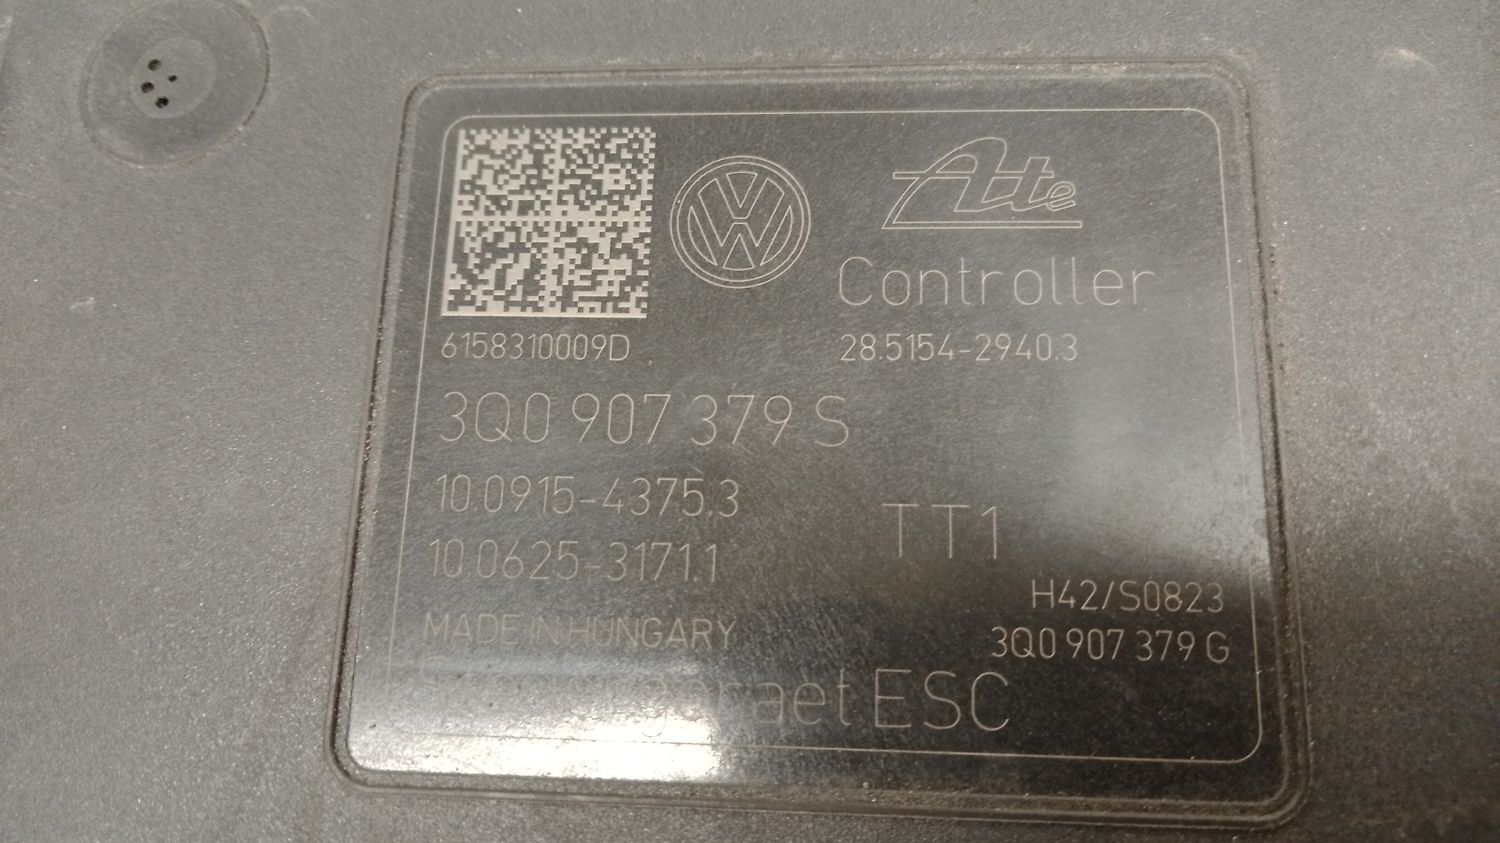 Ate
Controller
6158310009D
28.5154-2940.3
3Q0 907 379 S
10.0915-4375.3
TT1
10.0625-3171.1
H42/S0823
MADE IN HUNGARY
3Q0 907 379 G
ESC